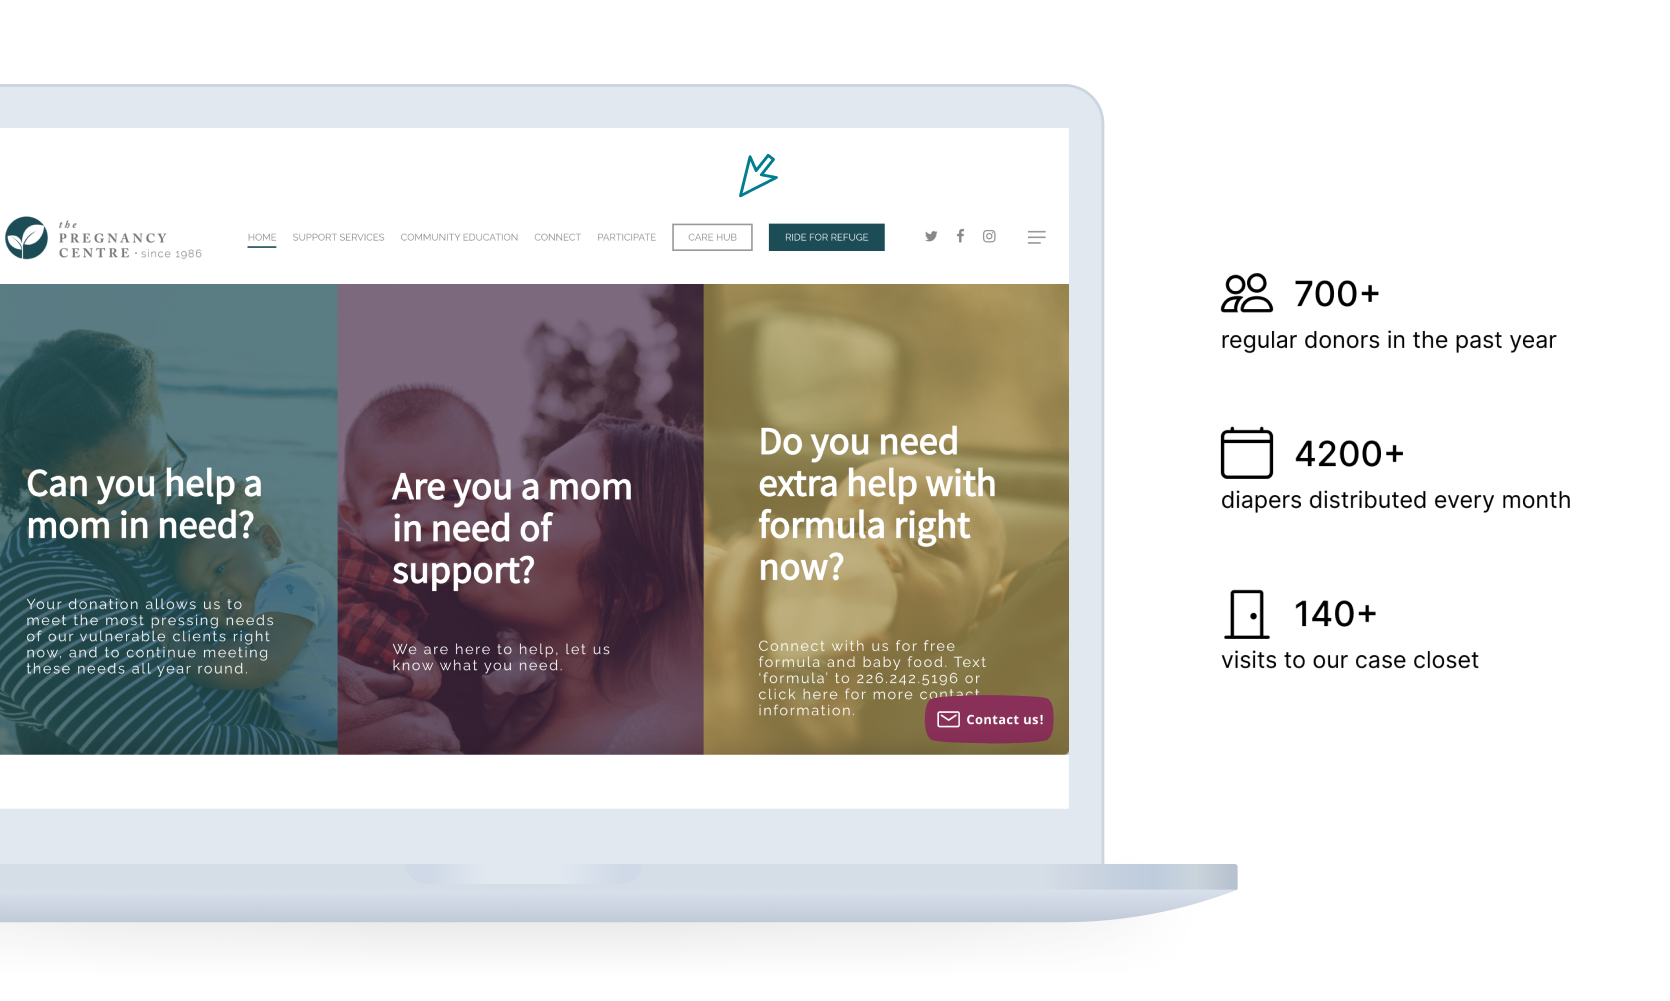 the
PREGNANCY
CENTRE · since 1986
HOME SUPPORT SERVICES COMMUNITY EDUCATION CONNECT PARTICIPATE CARE HUB RIDE FOR REFUGE
Can you help a
mom in need?
Your donation allows us to
meet the most pressing needs
of our vulnerable clients right
now, and to continue meeting
these needs all year round.
Are you a mom
in need of
support?
We are here to help, let us
know what you need.
Do you need
extra help with
formula right
now?
Connect with us for free
formula and baby food. Text
‘formula’ to 226.242.5196 or
click here for more contact
information.
Contact us!
700+
regular donors in the past year
4200+
diapers distributed every month
140+
visits to our case closet